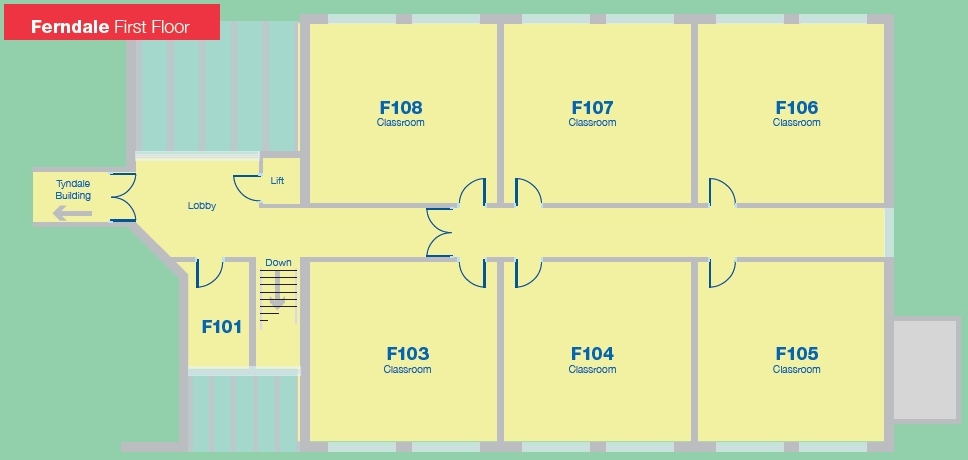 Ferndale First Floor
F108
Classroom
F107
Classroom
F106
Classroom
Tyndale
Building
Lift
Lobby
Down
F101
F103
Classroom
F104
Classroom
F105
Classroom